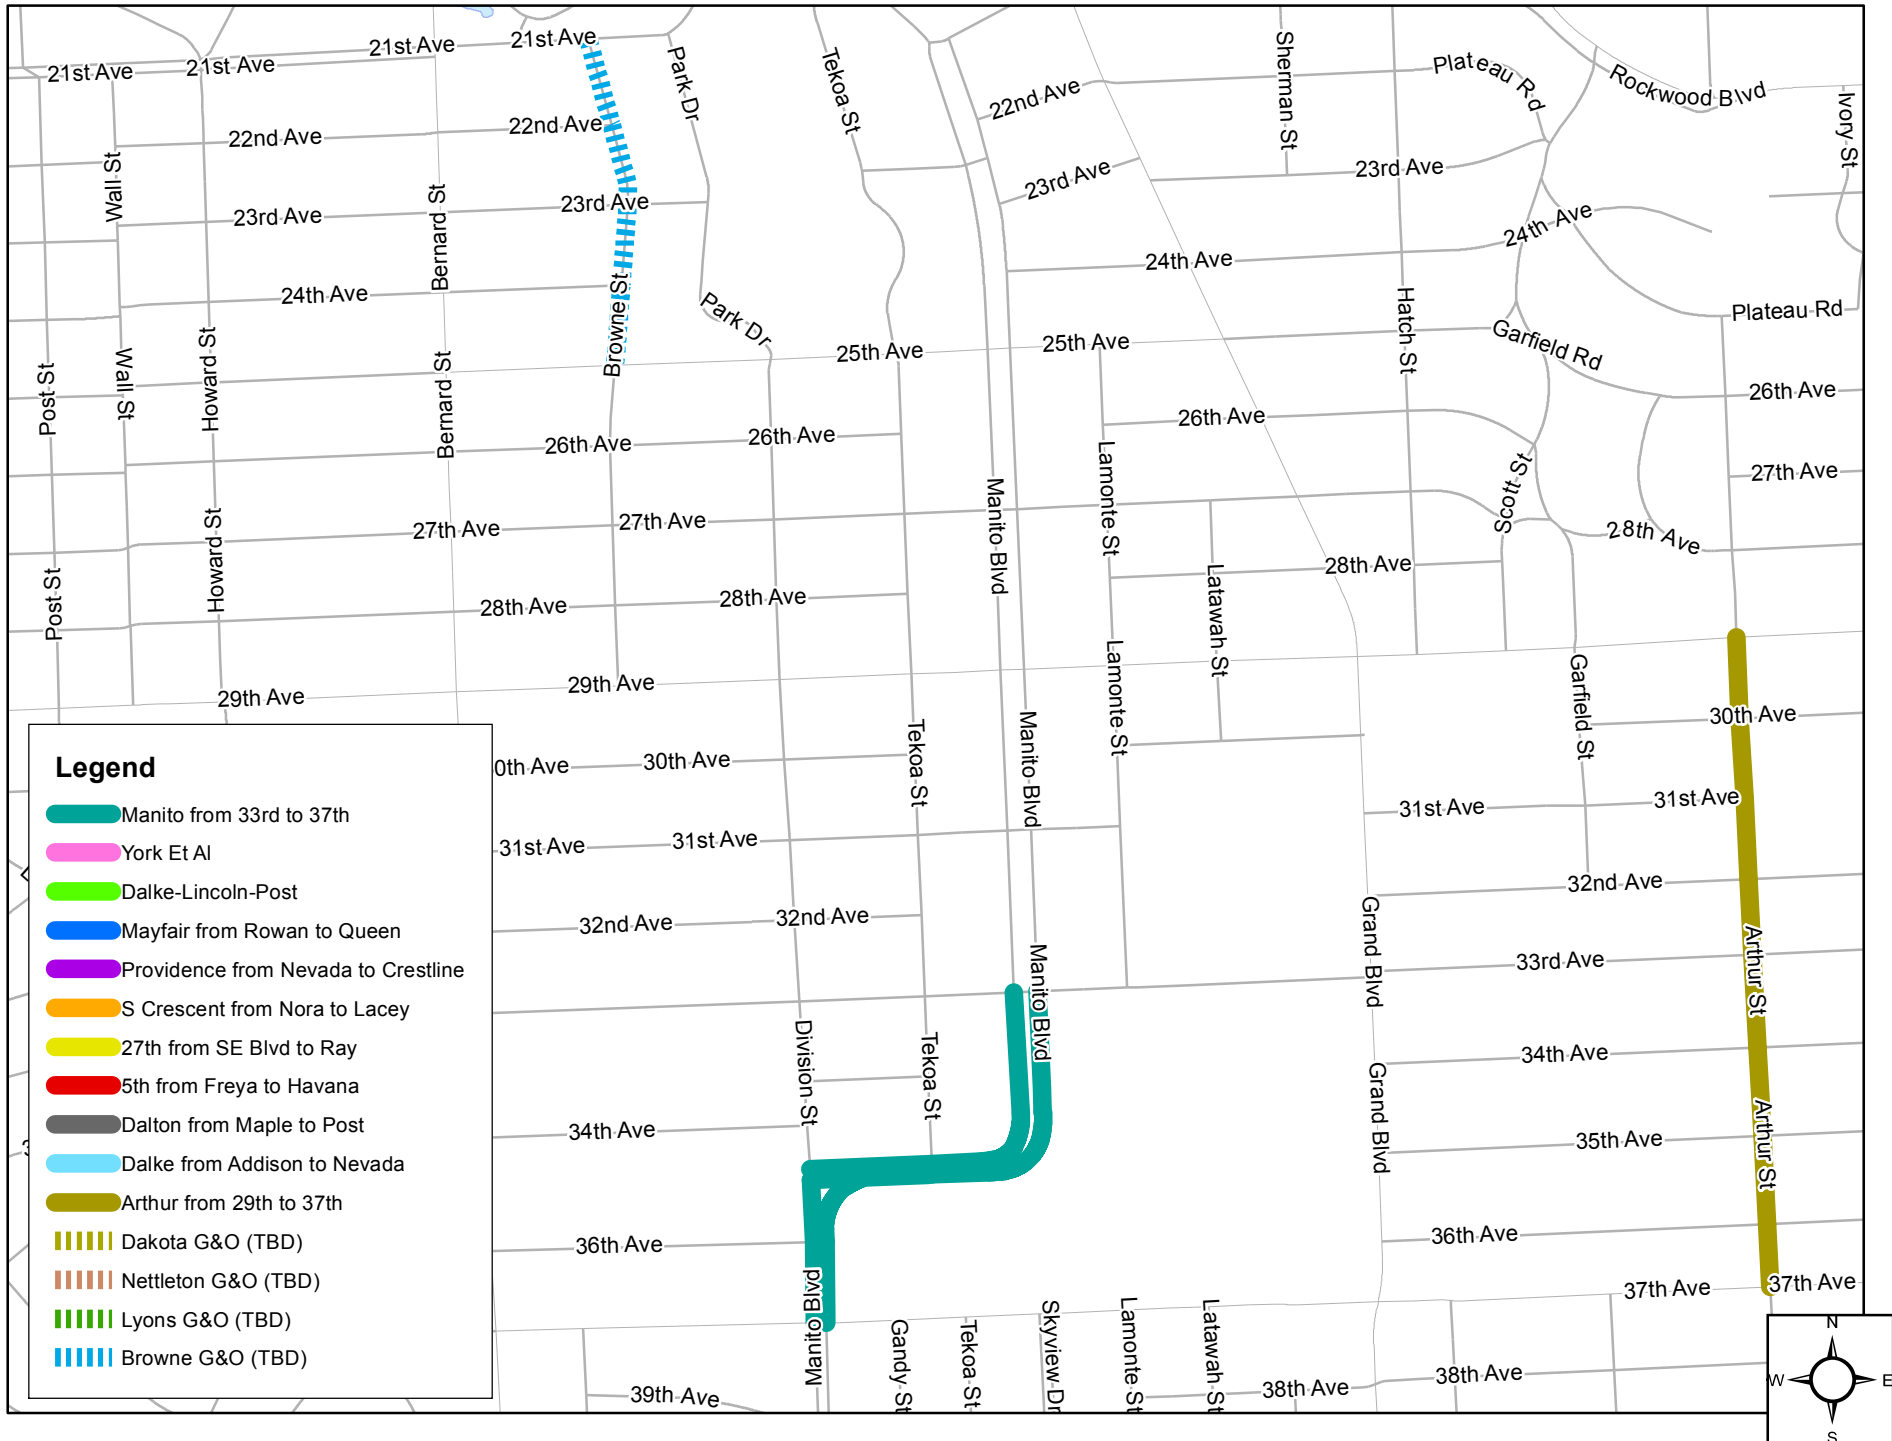 21st Ave
21st Ave
21st Ave
21st Ave
Park Dr
Tekoa St
22nd Ave
Sherman St
Plateau Rd
Rockwood Blvd
Ivory St
22nd Ave
22nd Ave
Wall St
23rd Ave
23rd Ave
23rd Ave
23rd Ave
Bernard St
24th Ave
24th Ave
24th Ave
Browne St
Park Dr
Hatch St
Plateau Rd
Garfield Rd
25th Ave
25th Ave
Post St
Wall St
Howard St
Bernard St
26th Ave
26th Ave
26th Ave
26th Ave
Lamonte St
Scott St
27th Ave
Manito Blvd
27th Ave
27th Ave
Howard St
28th Ave
28th Ave
Post St
28th Ave
28th Ave
Latawah St
Lamonte St
Garfield St
29th Ave
29th Ave
30th Ave
Tekoa St
Manito Blvd
0th Ave
30th Ave
31st Ave
31st Ave
31st Ave
31st Ave
32nd Ave
32nd Ave
32nd Ave
Grand Blvd
Arthur St
33rd Ave
Manito Blvd
Division St
Tekoa St
34th Ave
Grand Blvd
34th Ave
35th Ave
Arthur St
36th Ave
36th Ave
37th Ave
37th Ave
Manito Blvd
Gandy St
Tekoa St
Skyview Dr
Lamonte St
Latawah St
38th Ave
38th Ave
39th Ave
Legend
Manito from 33rd to 37th
York Et Al
Dalke-Lincoln-Post
Mayfair from Rowan to Queen
Providence from Nevada to Crestline
S Crescent from Nora to Lacey
27th from SE Blvd to Ray
5th from Freya to Havana
Dalton from Maple to Post
Dalke from Addison to Nevada
Arthur from 29th to 37th
Dakota G&O (TBD)
Nettleton G&O (TBD)
Lyons G&O (TBD)
Browne G&O (TBD)
N
W
E
S